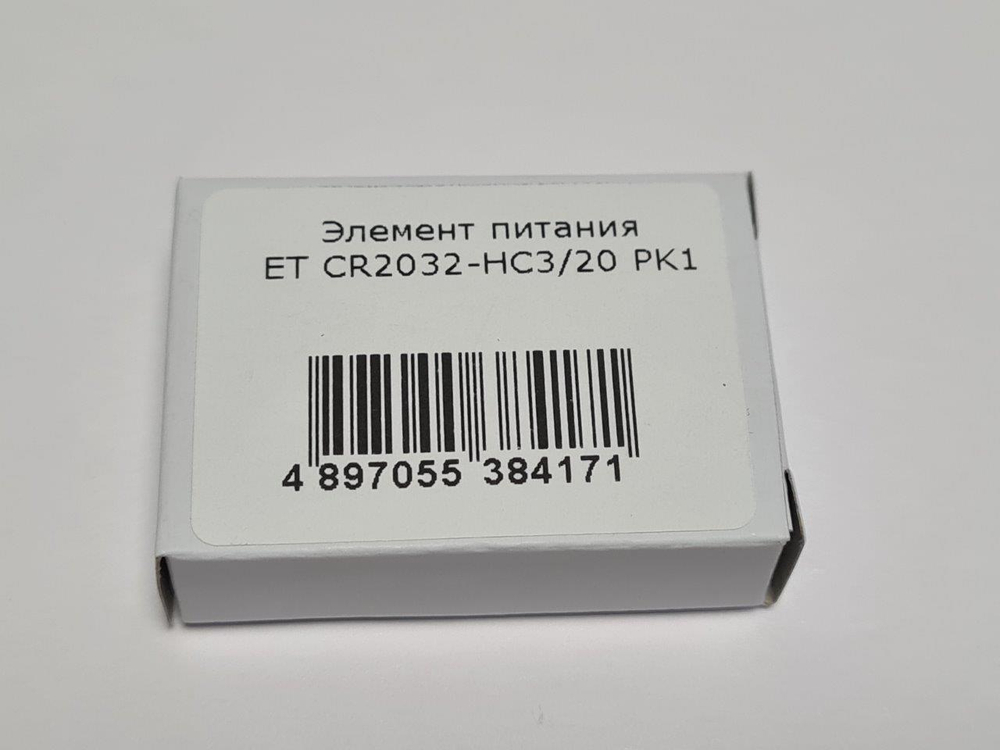 Элемент питания
ET CR2032-HC3/20 PK1
4 897055 384171